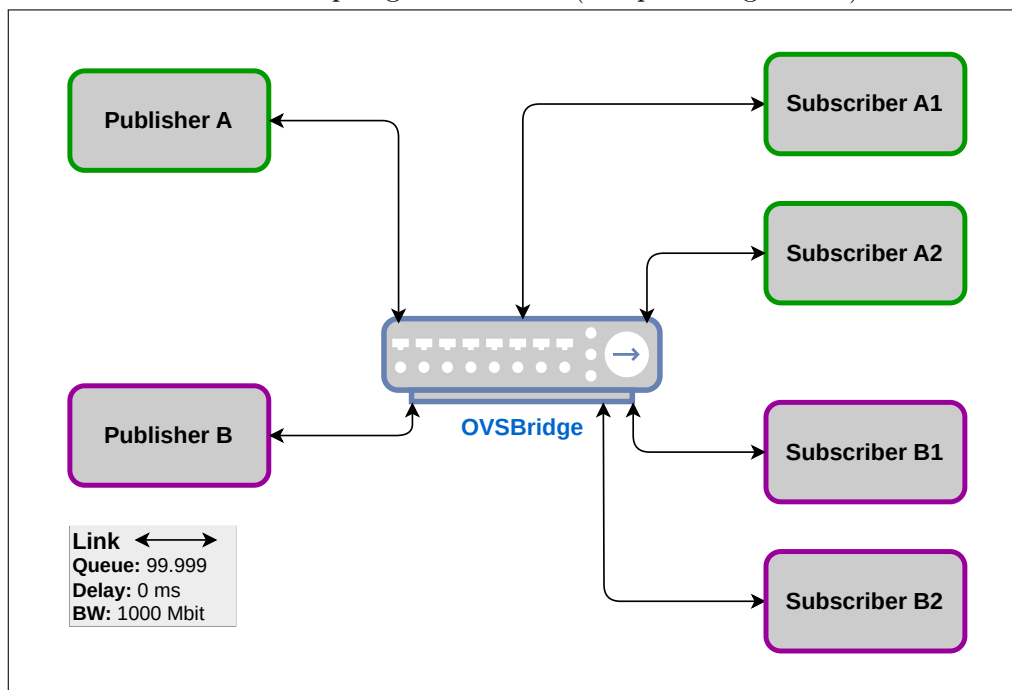 Publisher A
Subscriber A1
Subscriber A2
Publisher B
OVSBridge
Subscriber B1
Subscriber B2
Link
Queue: 99.999
Delay: 0 ms
BW: 1000 Mbit